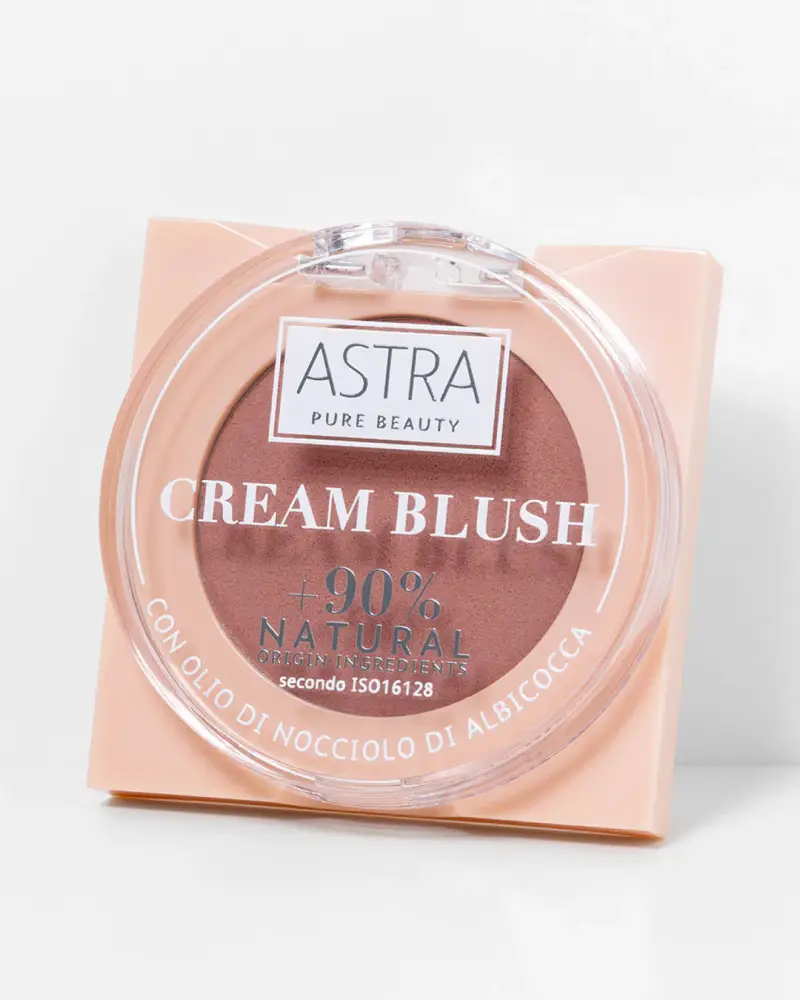 ASTRA
PURE BEAUTY
CREAM BLUSH
+90%
NATURAL
ORIGIN INGREDIENTS
secondo ISO16128
CON OLIO DI NOCCIOLO DI ALBICOCCA